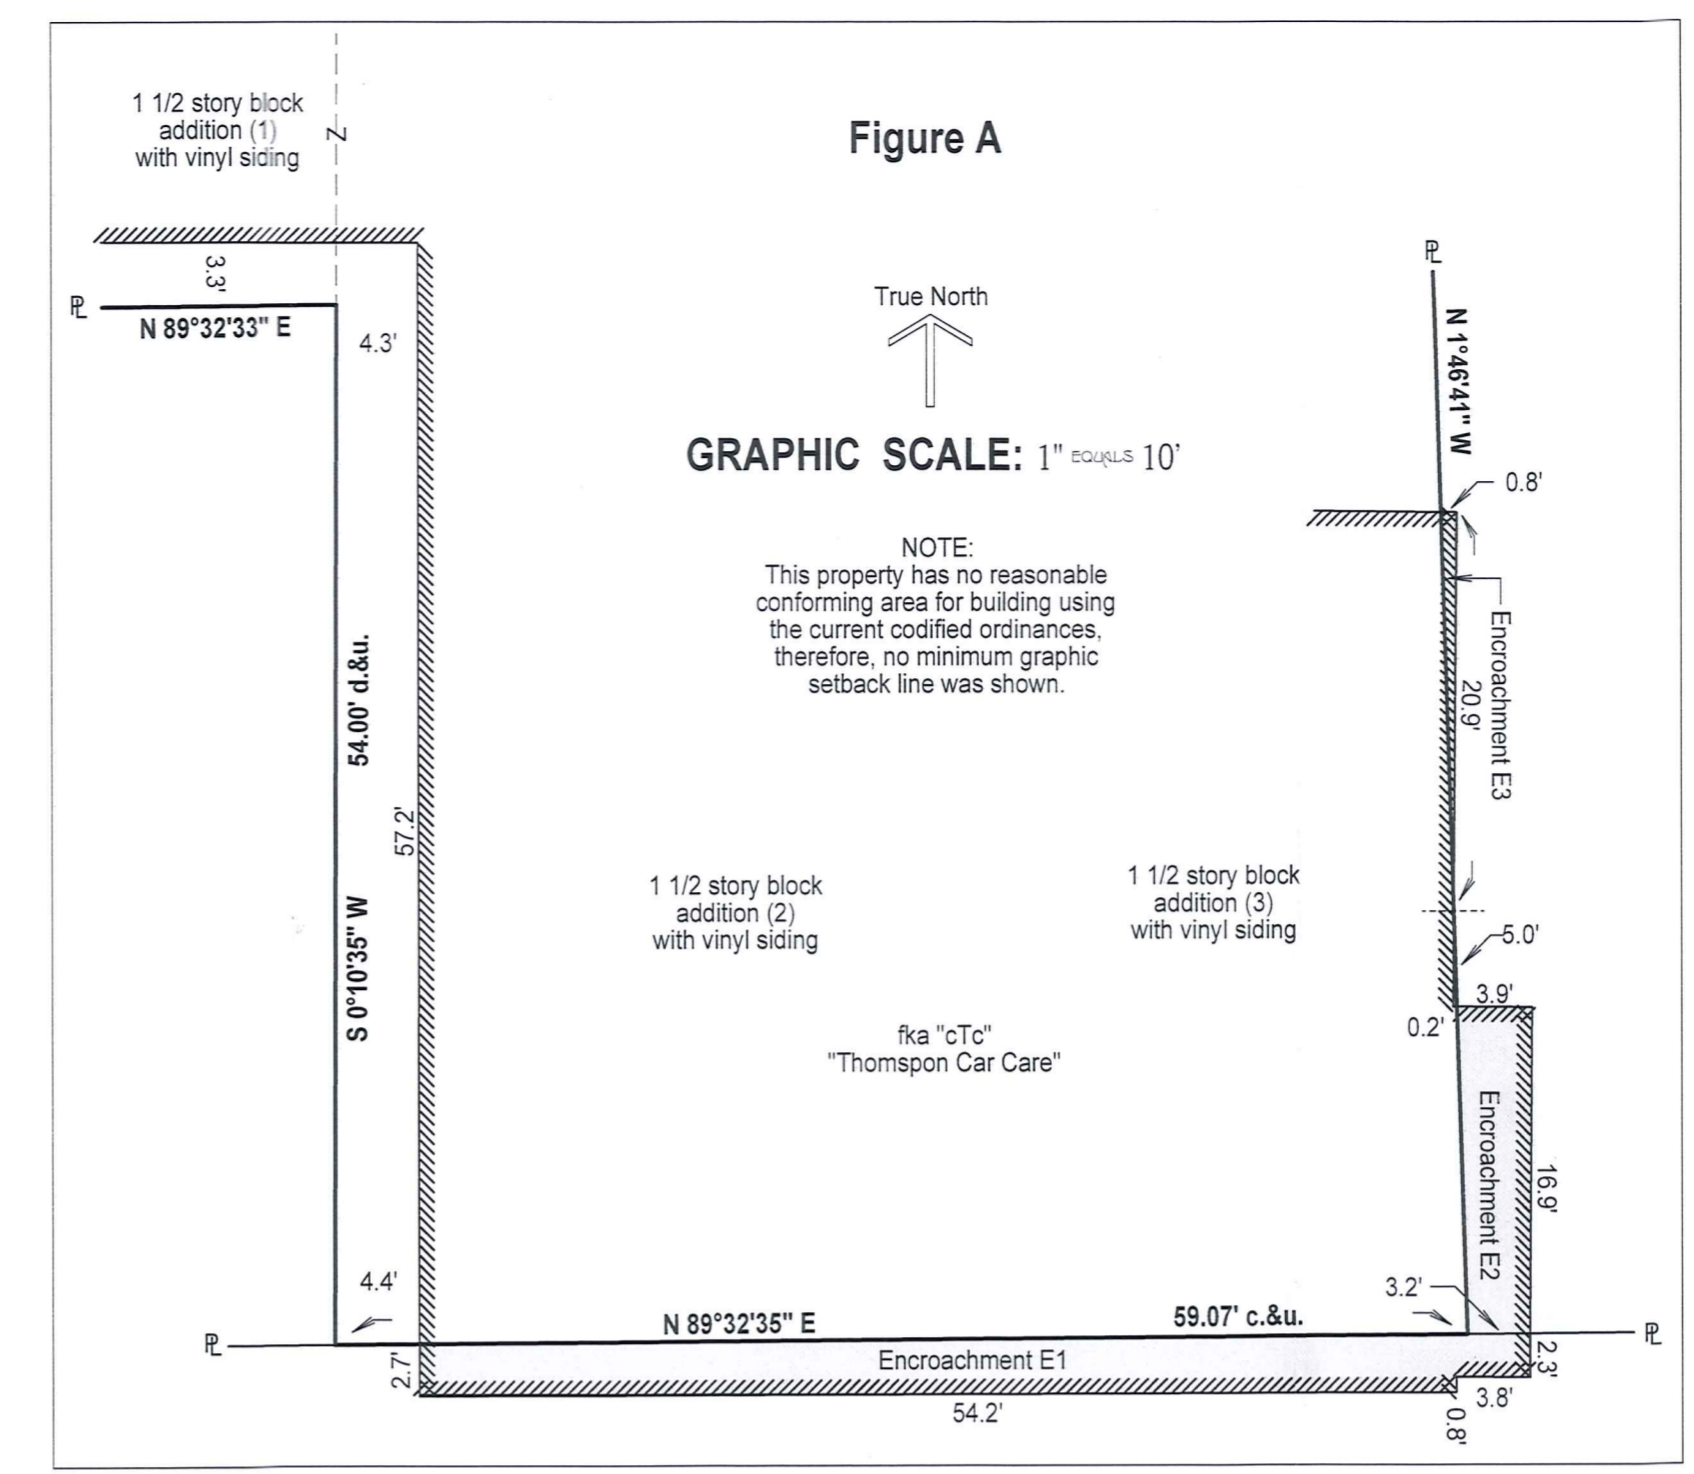 1 1/2 story block
addition (1)
with vinyl siding
Z
Figure A
3.3'
PL
N 89°32'33" E
4.3'
True North
PL
N 1°46'41" W
GRAPHIC SCALE: 1" EQUALS 10'
0.8'
NOTE:
This property has no reasonable
conforming area for building using
the current codified ordinances,
therefore, no minimum graphic
setback line was shown.
Encroachment E3
20.9'
54.00' d.&u.
57.2'
S 0°10'35" W
1 1/2 story block
addition (2)
with vinyl siding
1 1/2 story block
addition (3)
with vinyl siding
5.0'
3.9'
0.2'
fka "cTc"
"Thomspon Car Care"
Encroachment E2
16.9'
4.4'
3.2'
N 89°32'35" E
59.07' c.&u.
PL
PL
2.7'
Encroachment E1
2.3'
54.2'
3.8'
0.8'